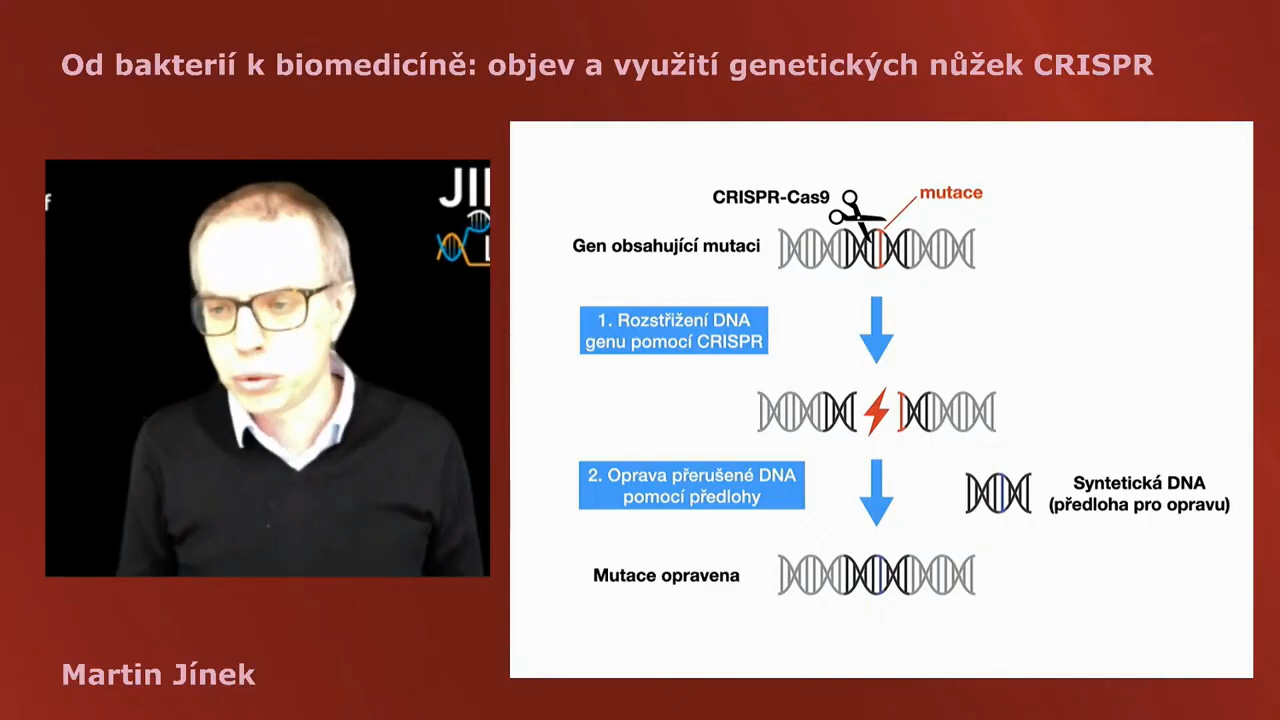 Od bakterií k biomedicíně: objev a využití genetických nůžek CRISPR
f
JI
L
CRISPR-Cas9
mutace
Gen obsahující mutaci
1. Rozstřižení DNA
genu pomocí CRISPR
2. Oprava přerušené DNA
pomocí předlohy
Syntetická DNA
(předloha pro opravu)
Mutace opravena
Martin Jínek